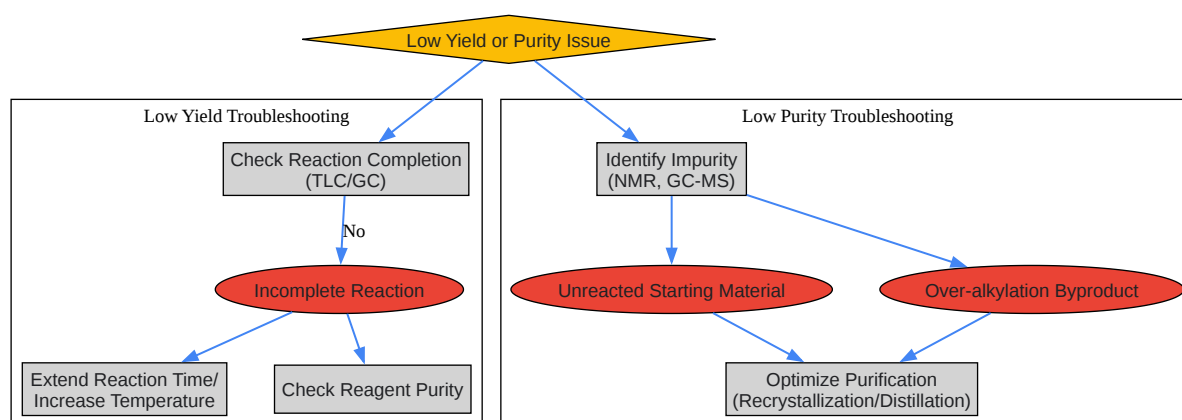 Low Yield or Purity Issue
Low Yield Troubleshooting
Low Purity Troubleshooting
Check Reaction Completion
(TLC/GC)
Identify Impurity
(NMR, GC-MS)
No
Incomplete Reaction
Unreacted Starting Material
Over-alkylation Byproduct
Extend Reaction Time/
Increase Temperature
Check Reagent Purity
Optimize Purification
(Recrystallization/Distillation)